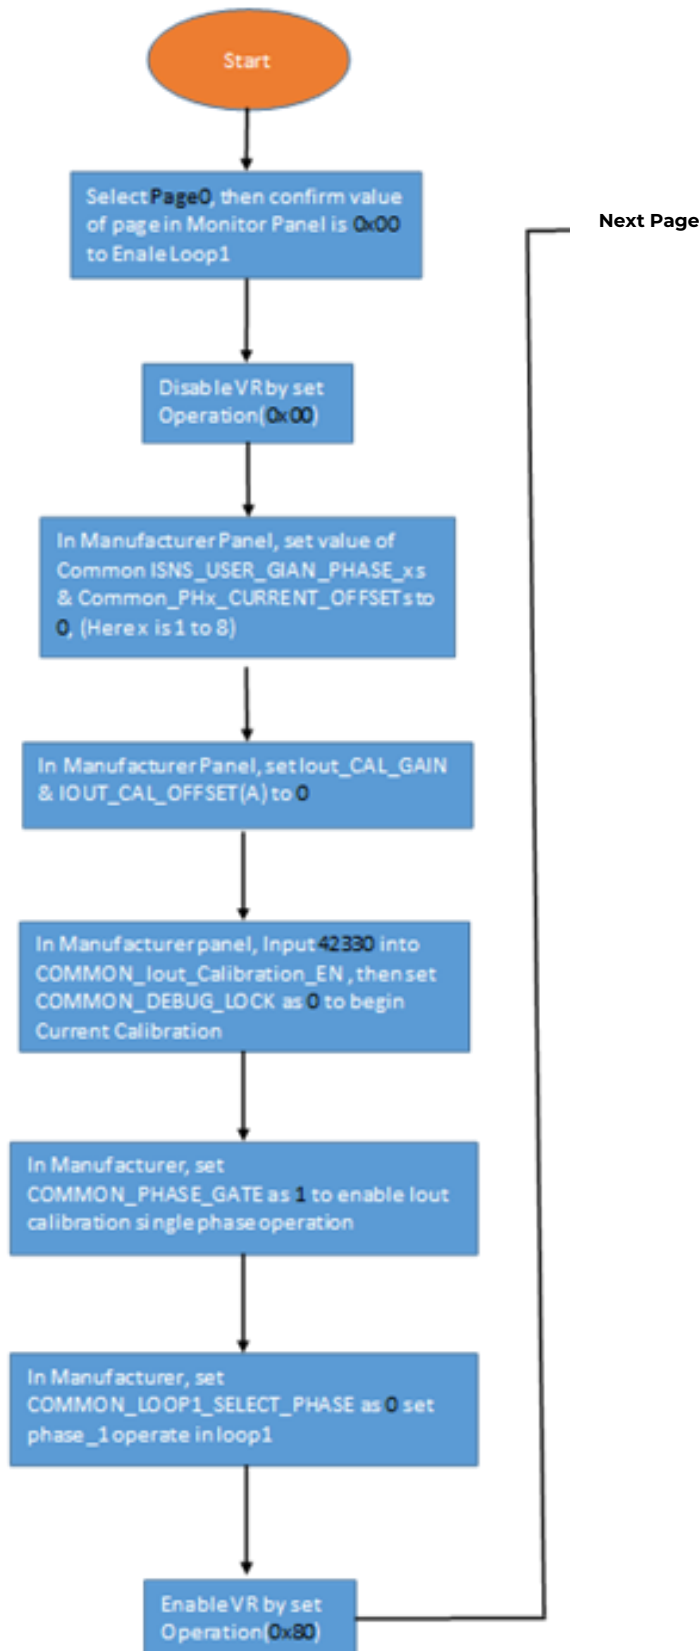 Start
Select Page0, then confirm value
of page in Monitor Panel is 0x00
to Enale Loop1
Next Page
Disable VR by set
Operation(0x00)
In Manufacturer Panel, set value of
Common ISNS_USER_GIAN_PHASE_xs
& Common_PHx_CURRENT_OFFSETs to
0, (Here x is 1 to 8)
In Manufacturer Panel, set Iout_CAL_GAIN
& IOUT_CAL_OFFSET(A) to 0
In Manufacturer panel, Input 42330 into
COMMON_Iout_Calibration_EN , then set
COMMON_DEBUG_LOCK as 0 to begin
Current Calibration
In Manufacturer, set
COMMON_PHASE_GATE as 1 to enable Iout
calibration single phase operation
In Manufacturer, set
COMMON_LOOP1_SELECT_PHASE as 0 set
phase_1 operate in loop1
Enable VR by set
Operation(0x80)